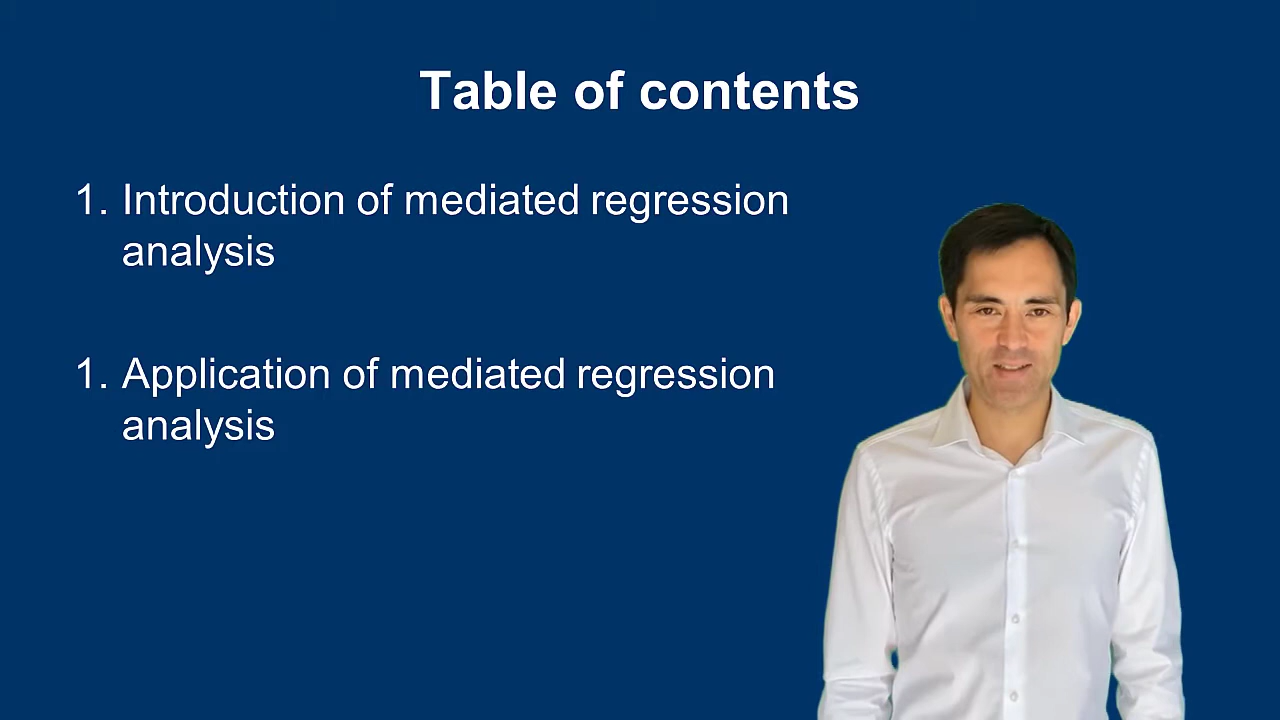 Table of contents
1. Introduction of mediated regression
analysis
1. Application of mediated regression
analysis